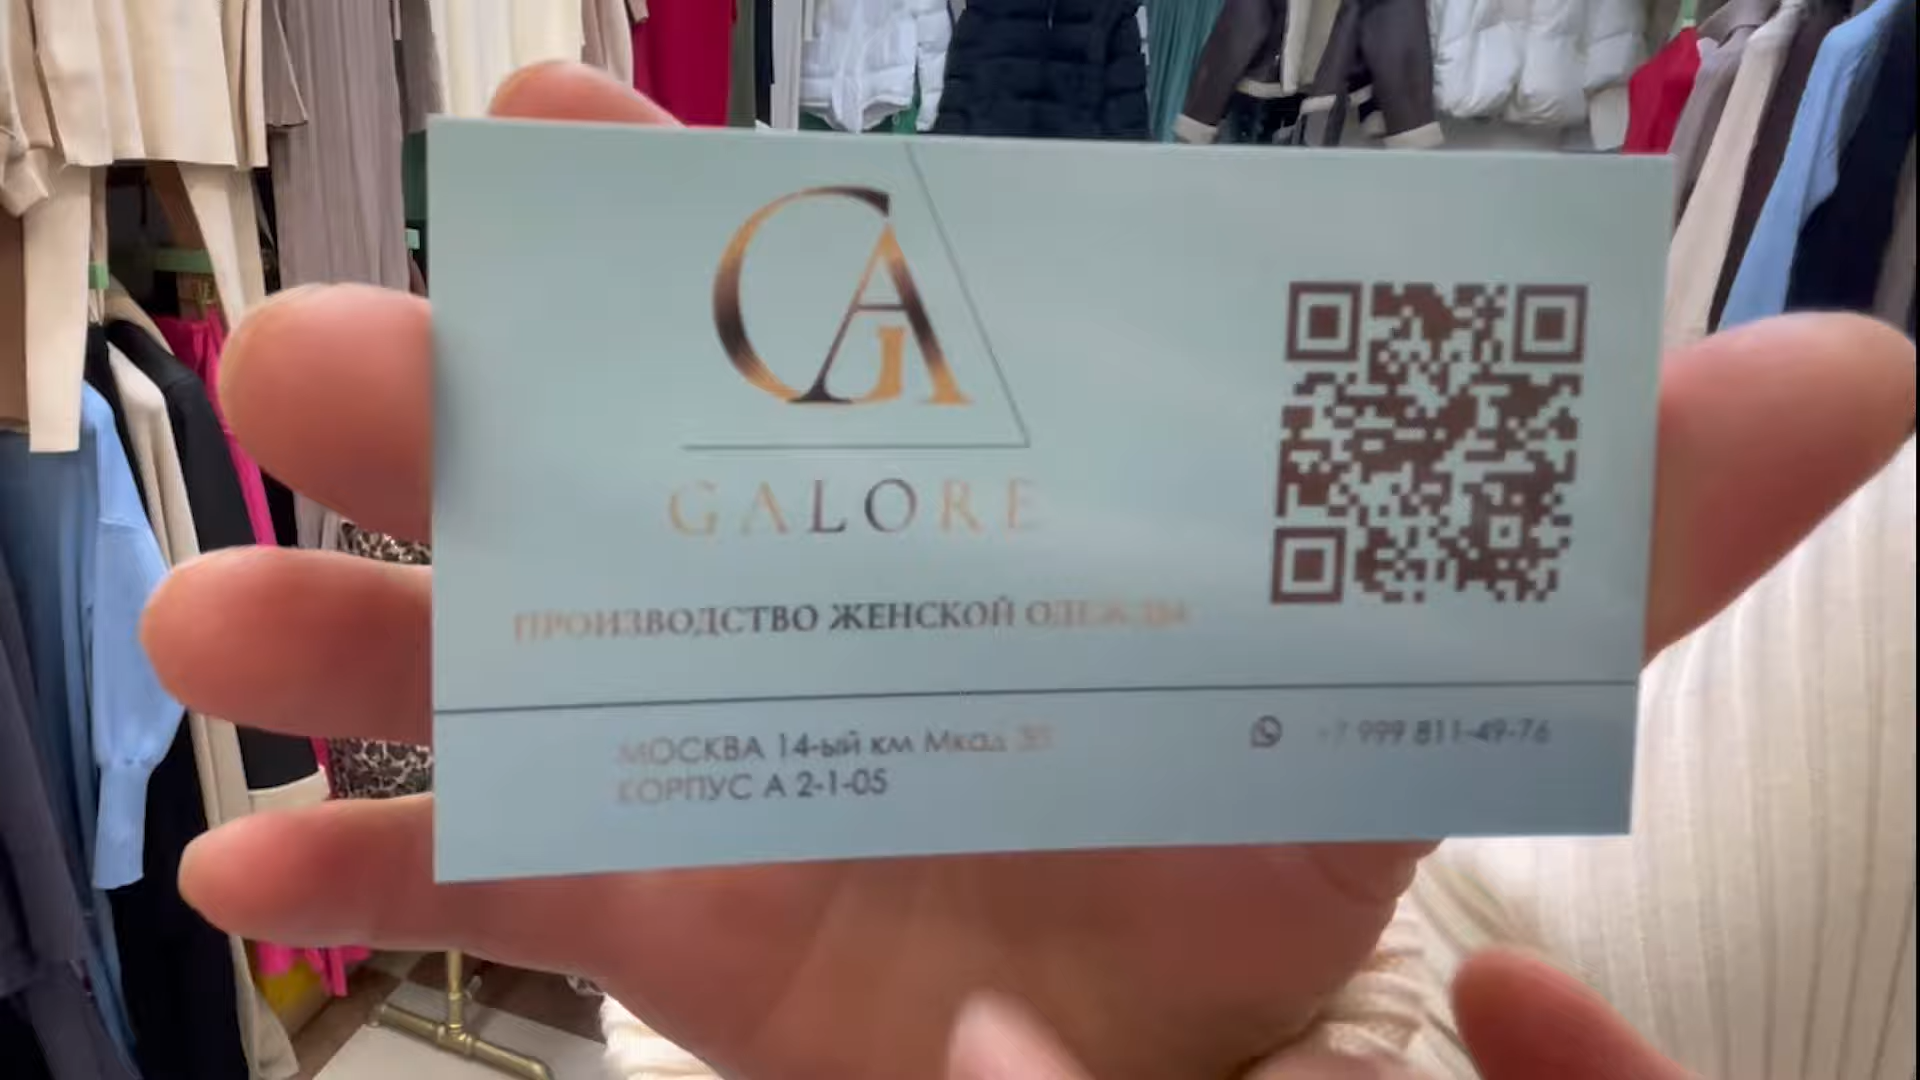 GA
GALORE
ПРОИЗВОДСТВО ЖЕНСКОЙ ОДЕЖДЫ
МОСКВА 14-ый км Мкад
КОРПУС А 2-1-05
+7 999 811-49-76